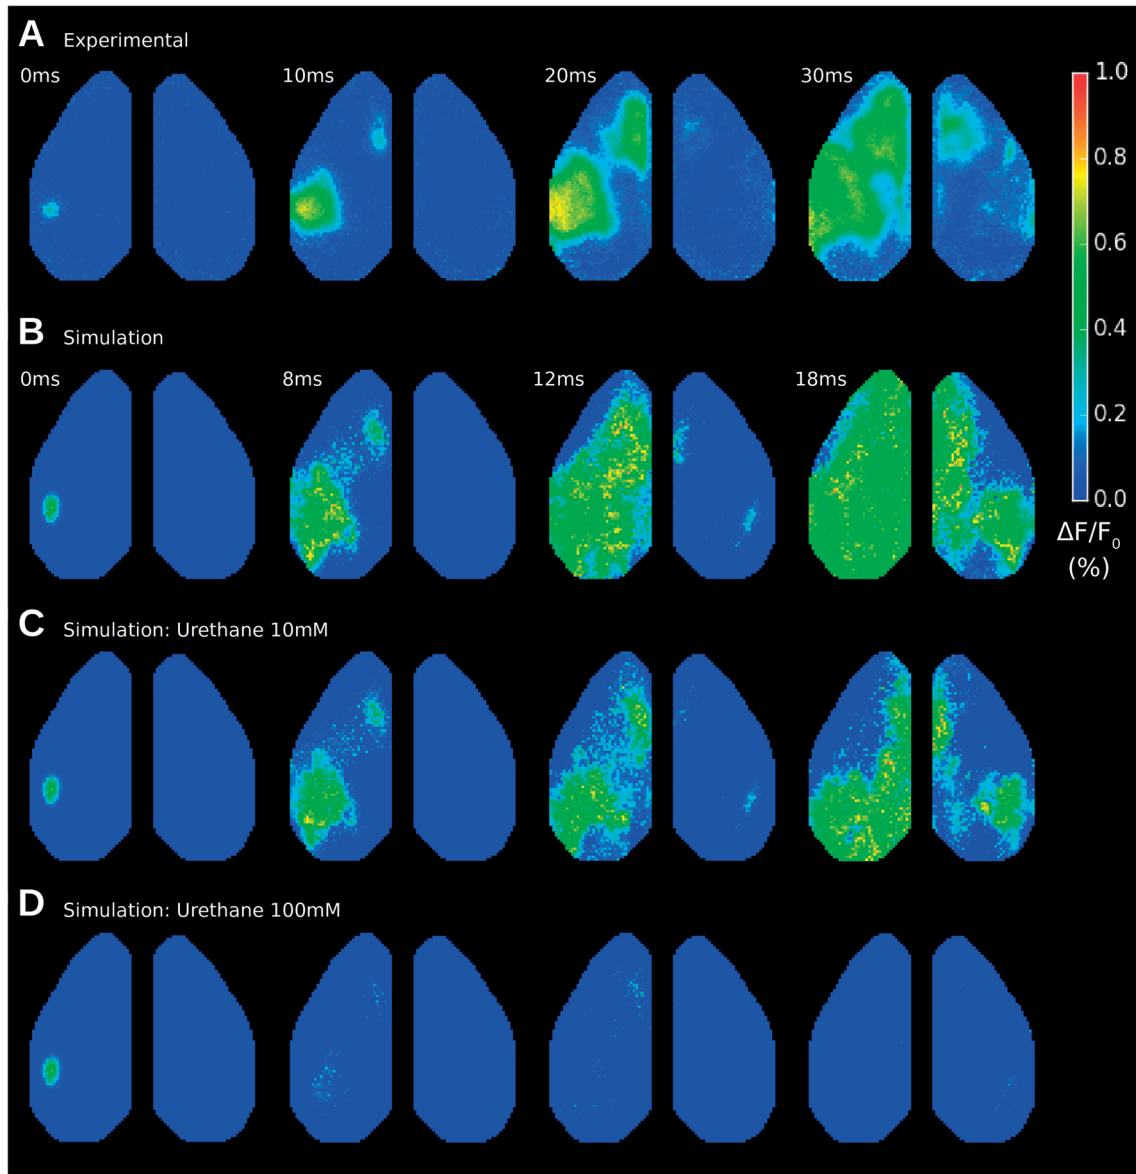 A Experimental
0ms 10ms 20ms 30ms
1.0
0.8
0.6
0.4
0.2
0.0
ΔF/F₀
(%)
B Simulation
0ms 8ms 12ms 18ms
C Simulation: Urethane 10mM
D Simulation: Urethane 100mM